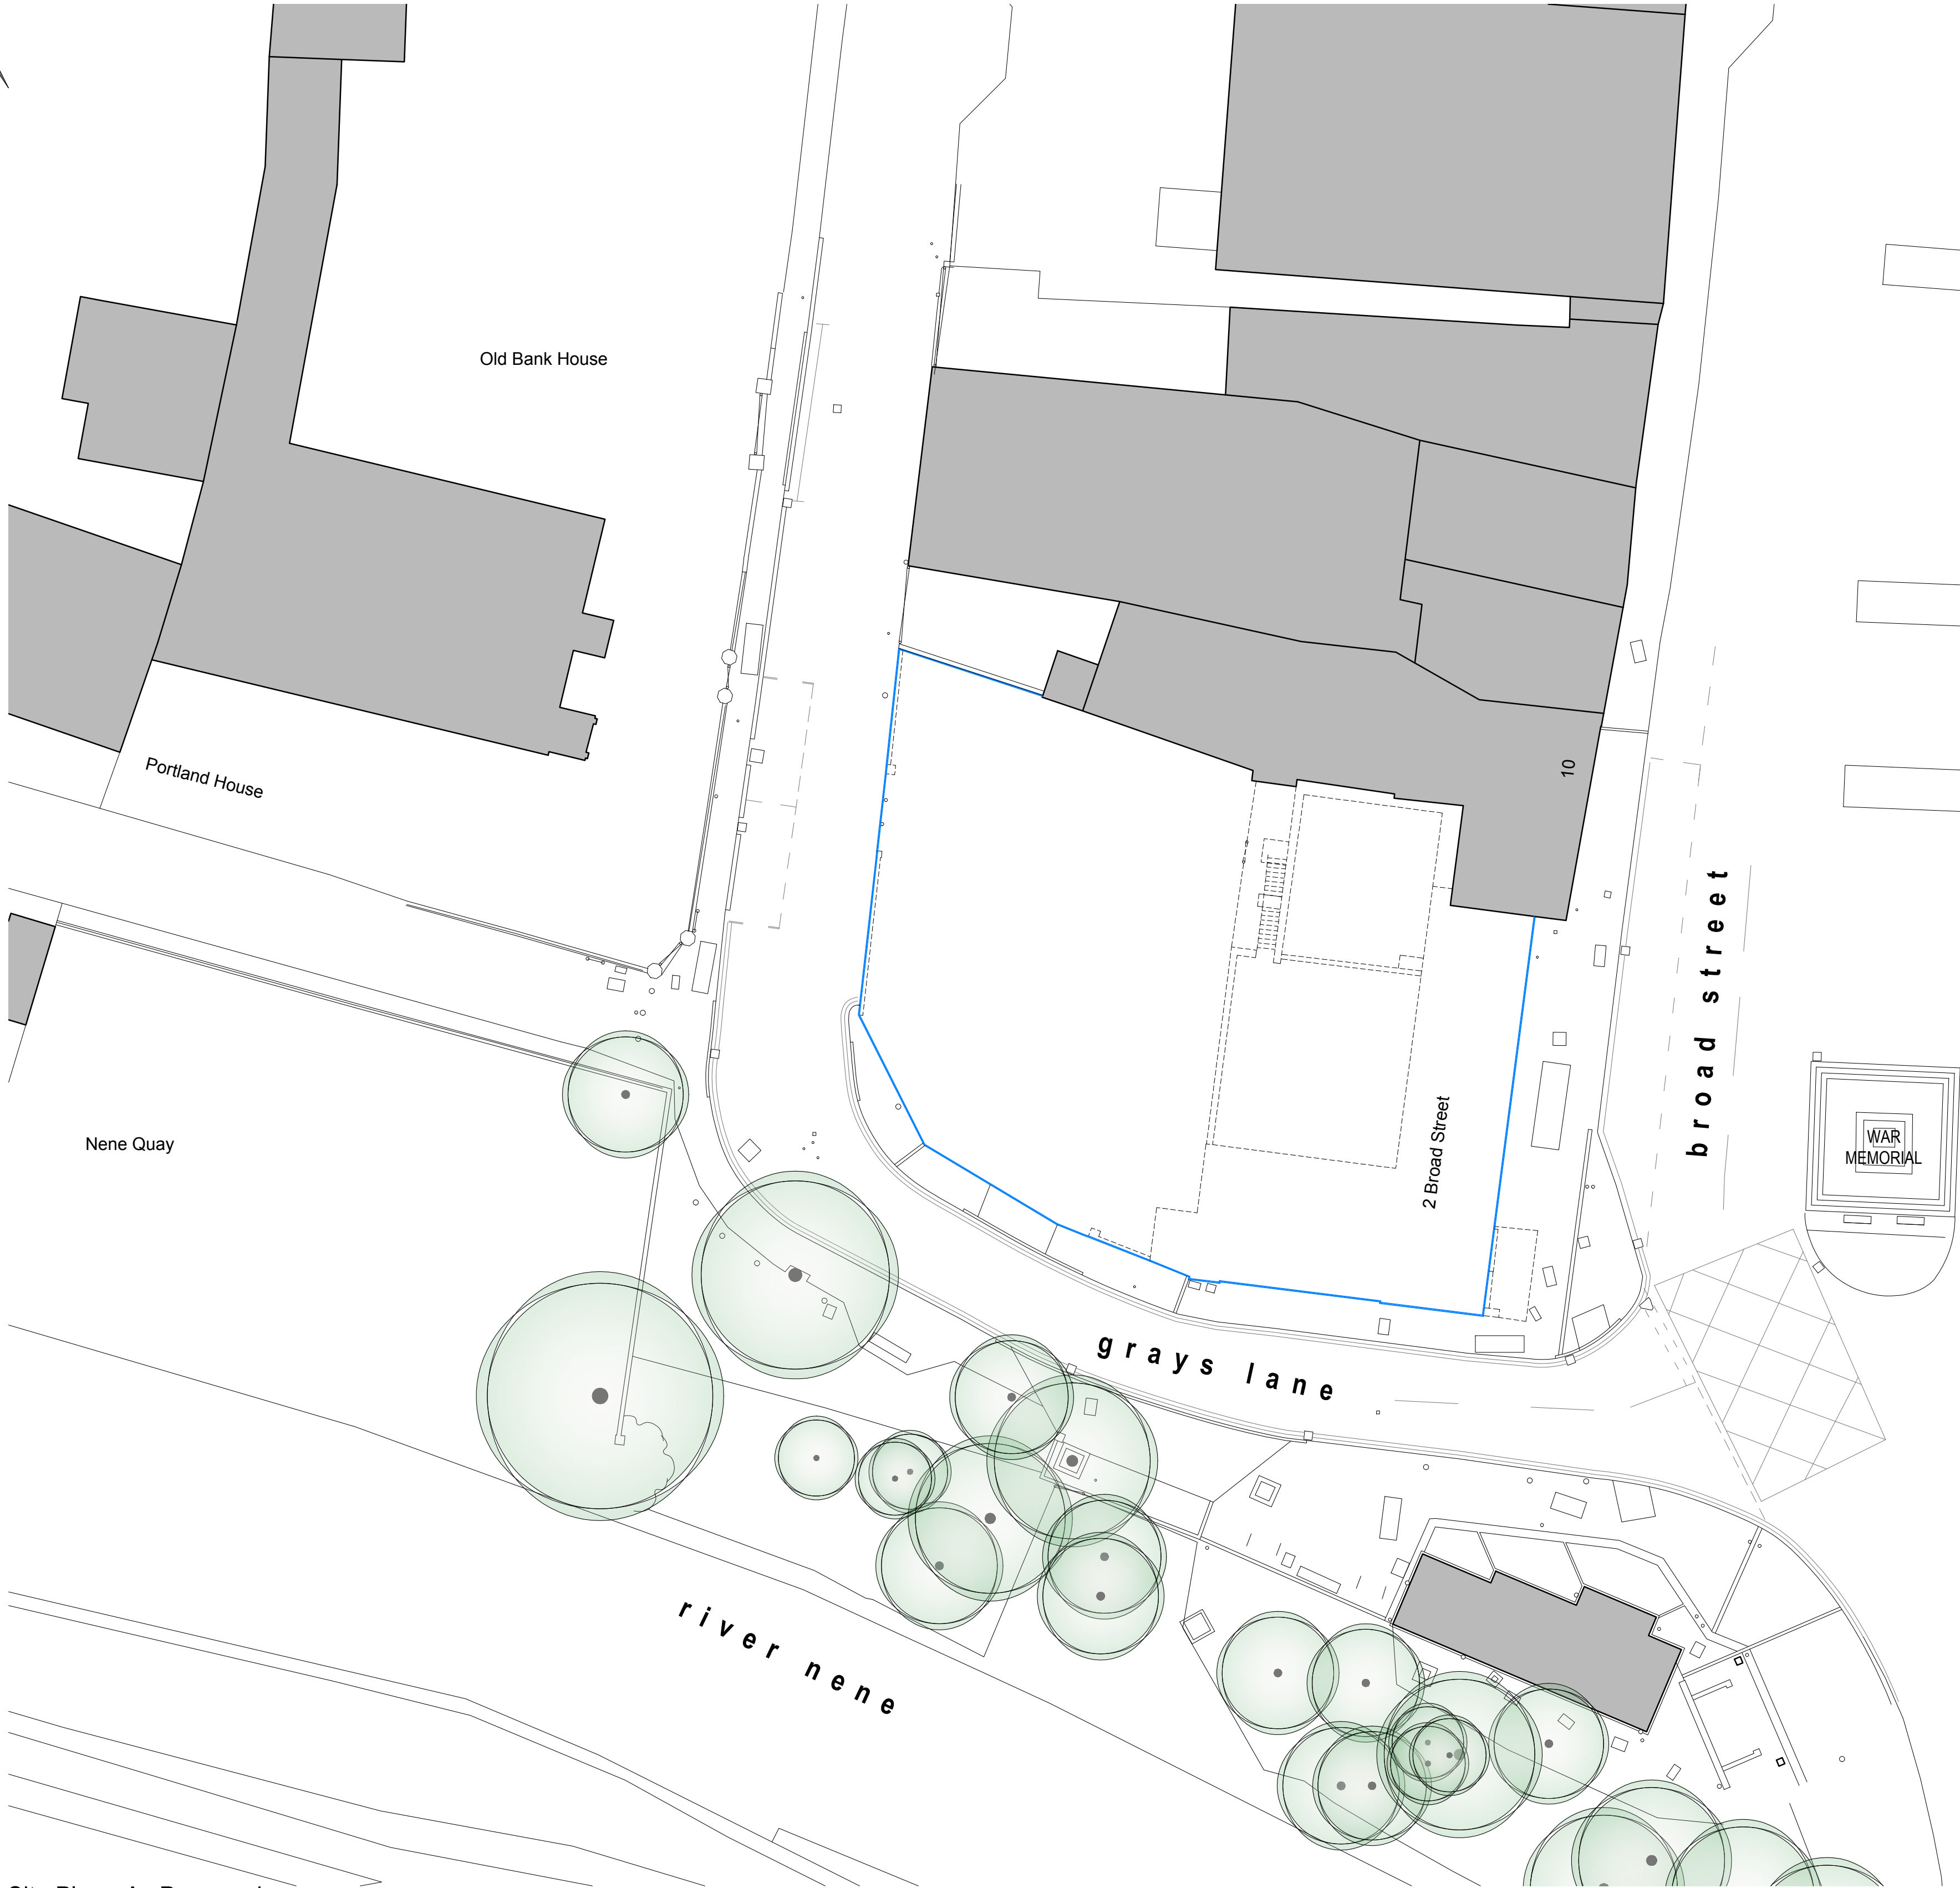 Old Bank House
Portland House
10
broad street
Nene Quay
2 Broad Street
WAR
MEMORIAL
grays lane
river nene